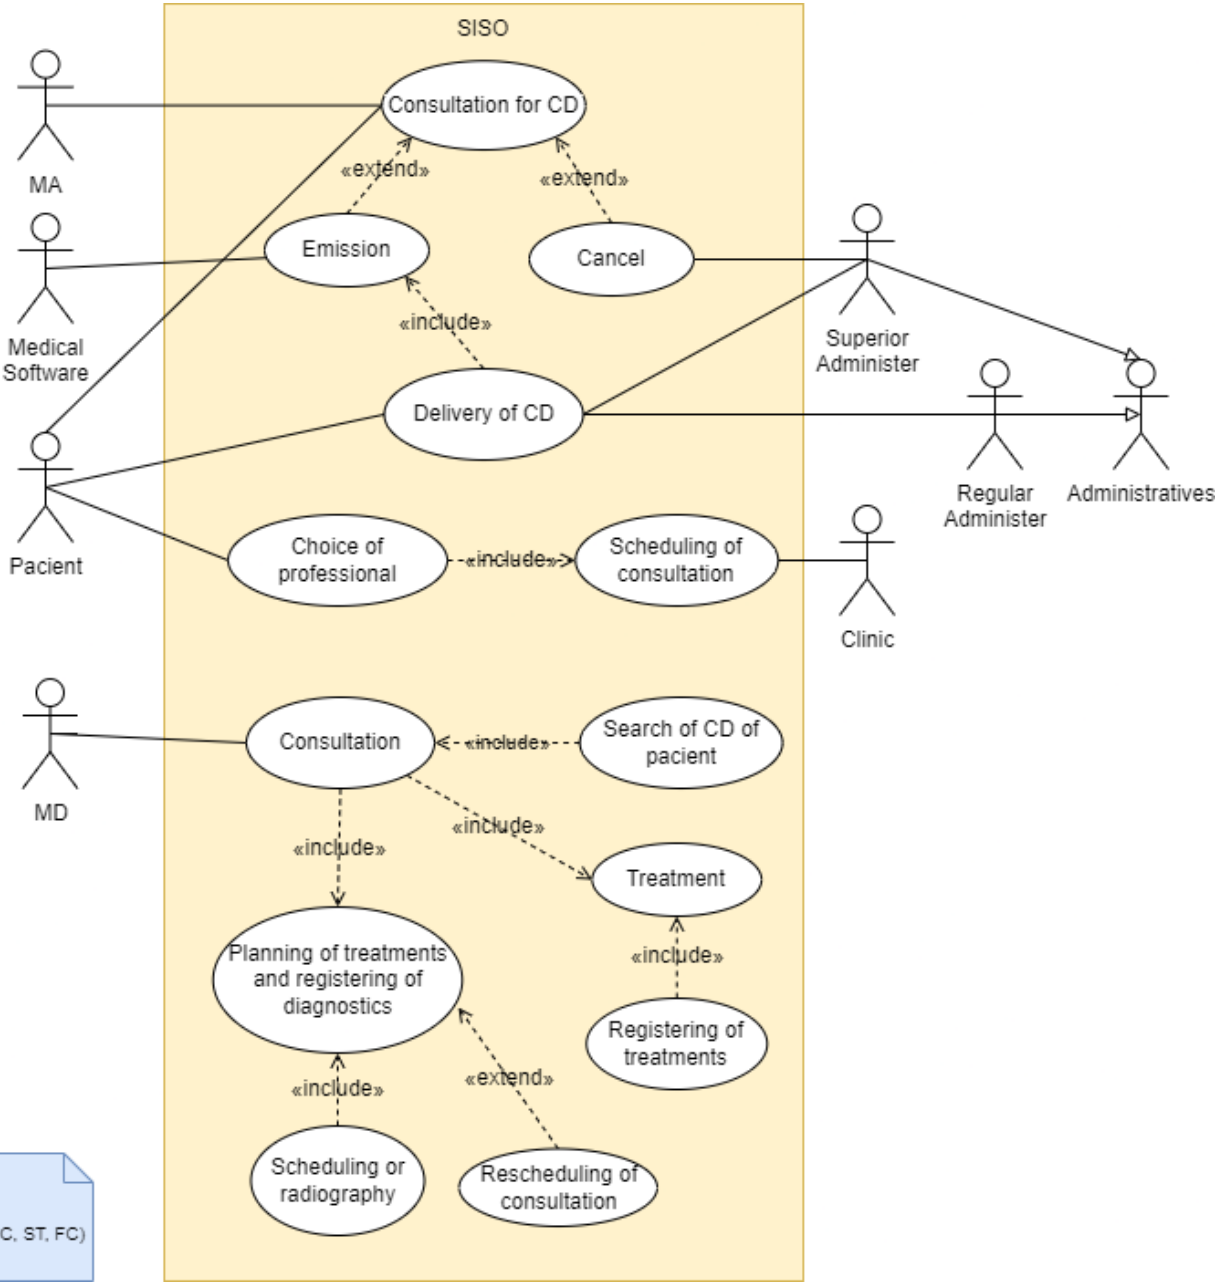 SISO
Consultation for CD
«extend»
«extend»
MA
Emission
Cancel
Medical
Software
«include»
Superior
Administer
Delivery of CD
Pacient
Regular
Administer
Administratives
Choice of
professional
«include»
Scheduling of
consultation
Clinic
MD
Consultation
«include»
Search of CD of
pacient
«include»
«include»
Treatment
Planning of treatments
and registering of
diagnostics
«include»
Registering of
treatments
«include»
«extend»
Scheduling or
radiography
Rescheduling of
consultation
C, ST, FC)